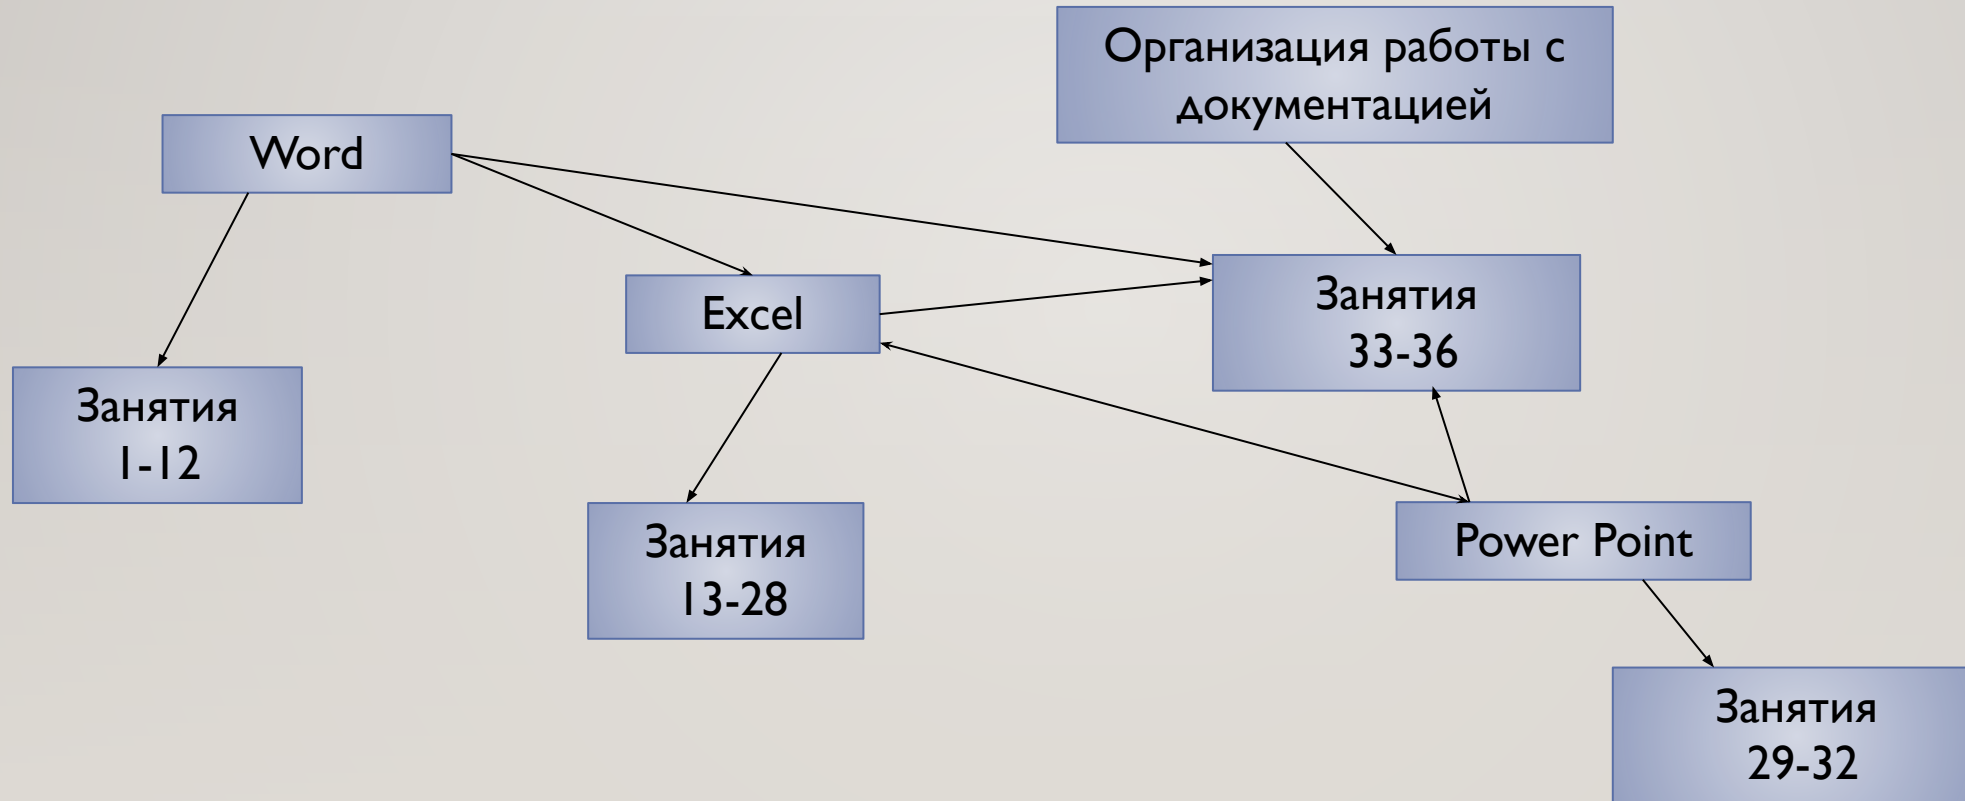 Организация работы с
документацией
Word
Excel
Занятия
33-36
Занятия
1-12
Занятия
13-28
Power Point
Занятия
29-32